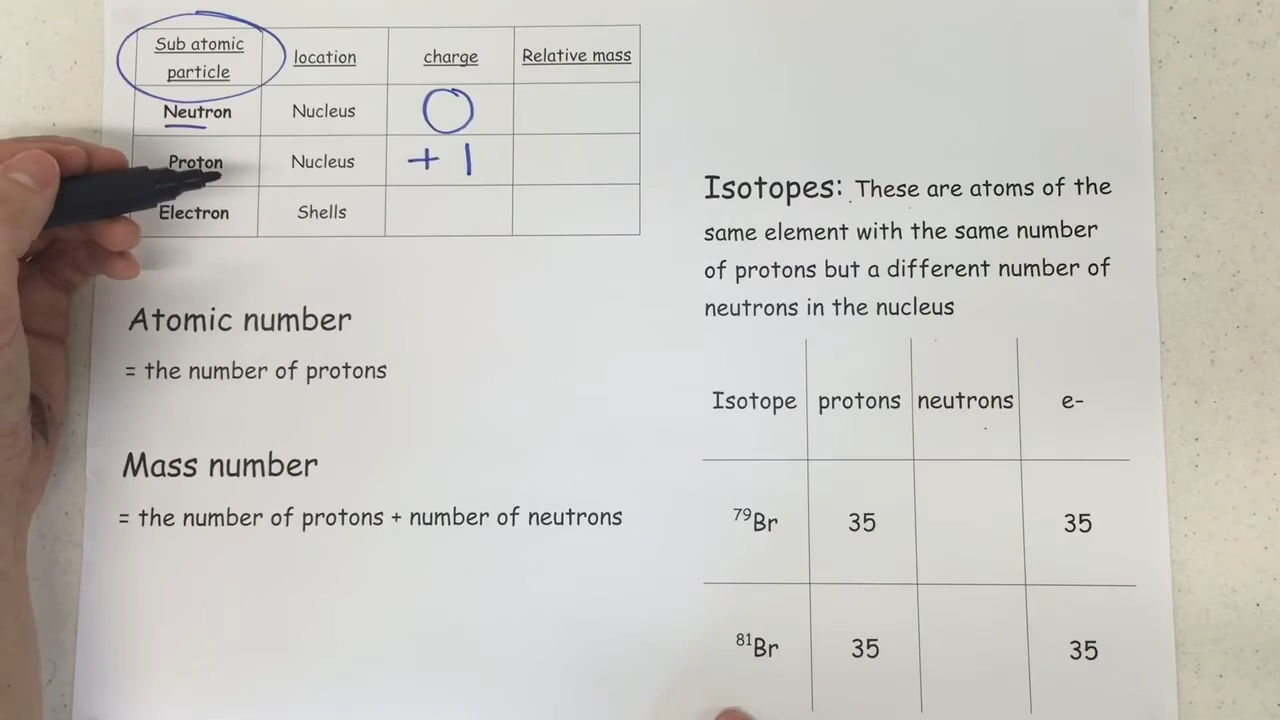 Sub atomic
particle
location
charge
Relative mass
Neutron
Nucleus
0
Proton
Nucleus
+ 1
Electron
Shells
Atomic number
= the number of protons
Mass number
= the number of protons + number of neutrons
Isotopes: These are atoms of the
same element with the same number
of protons but a different number of
neutrons in the nucleus
Isotope protons neutrons e-
79Br 35 35
81Br 35 35